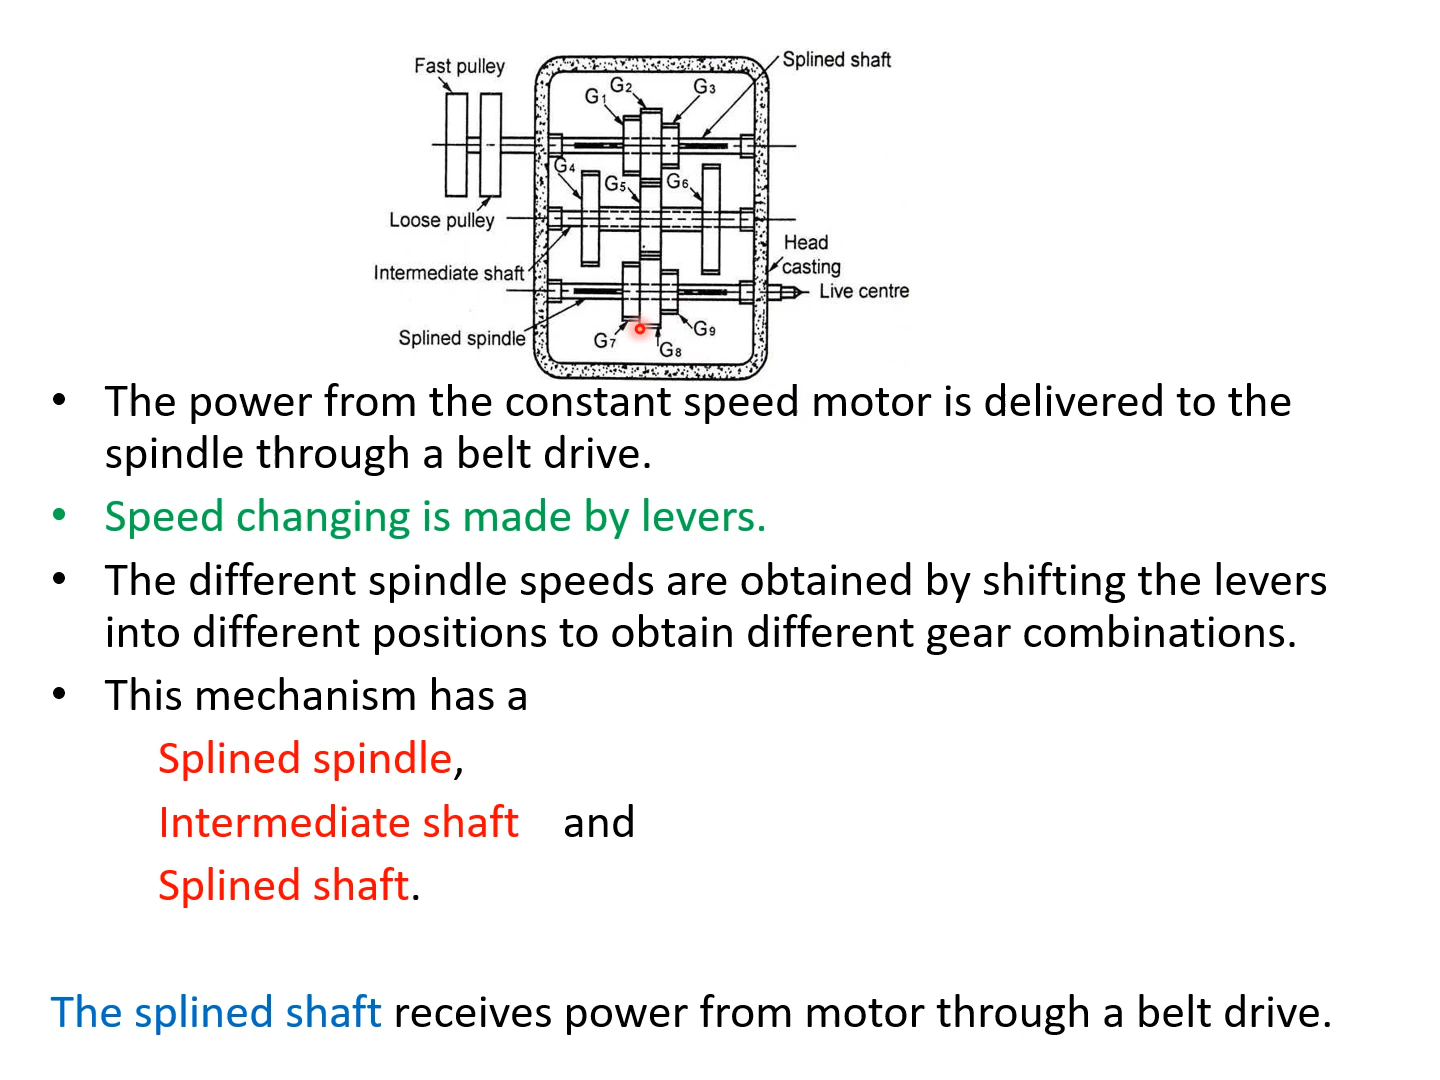 Fast pulley
Splined shaft
G1
G2
G3
G4
G5
G6
Loose pulley
Head
casting
Intermediate shaft
Live centre
Splined spindle
G7
G8
G9
• The power from the constant speed motor is delivered to the
spindle through a belt drive.
• Speed changing is made by levers.
• The different spindle speeds are obtained by shifting the levers
into different positions to obtain different gear combinations.
• This mechanism has a
Splined spindle,
Intermediate shaft and
Splined shaft.
The splined shaft receives power from motor through a belt drive.